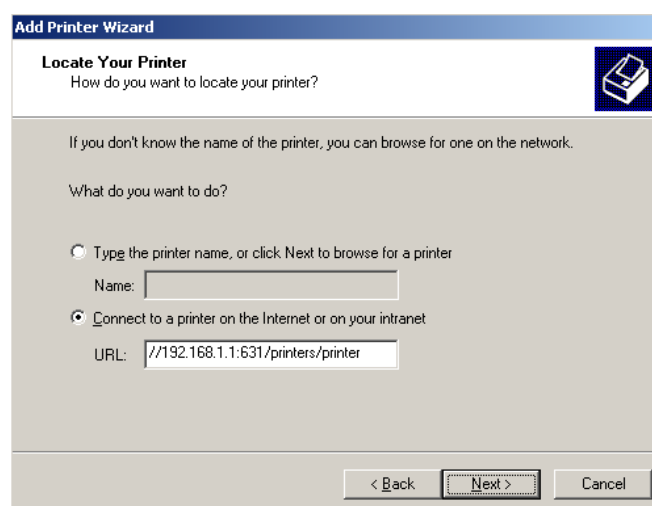 Add Printer Wizard
Locate Your Printer
How do you want to locate your printer?
If you don't know the name of the printer, you can browse for one on the network.
What do you want to do?
Type the printer name, or click Next to browse for a printer
Name:
Connect to a printer on the Internet or on your intranet
URL: //192.168.1.1:631/printers/printer
< Back Next > Cancel